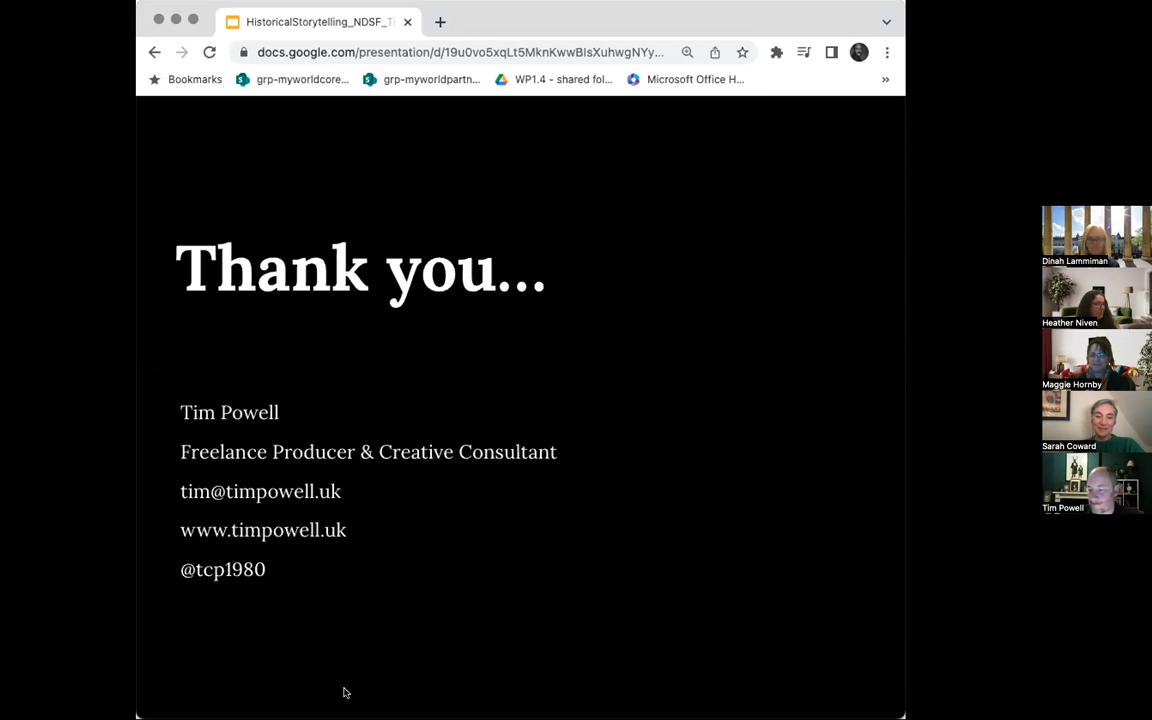 HistoricalStorytelling_NDSF_T
docs.google.com/presentation/d/19u0vo5xqLt5MknKwwBlsXuhwgNYy...
Bookmarks
grp-myworldcore...
grp-myworldpartn...
WP1.4 - shared fol...
Microsoft Office H...
Thank you...
Tim Powell
Freelance Producer & Creative Consultant
tim@timpowell.uk
www.timpowell.uk
@tcp1980
Dinah Lammiman
Heather Niven
Maggie Hornby
Sarah Coward
Tim Powell